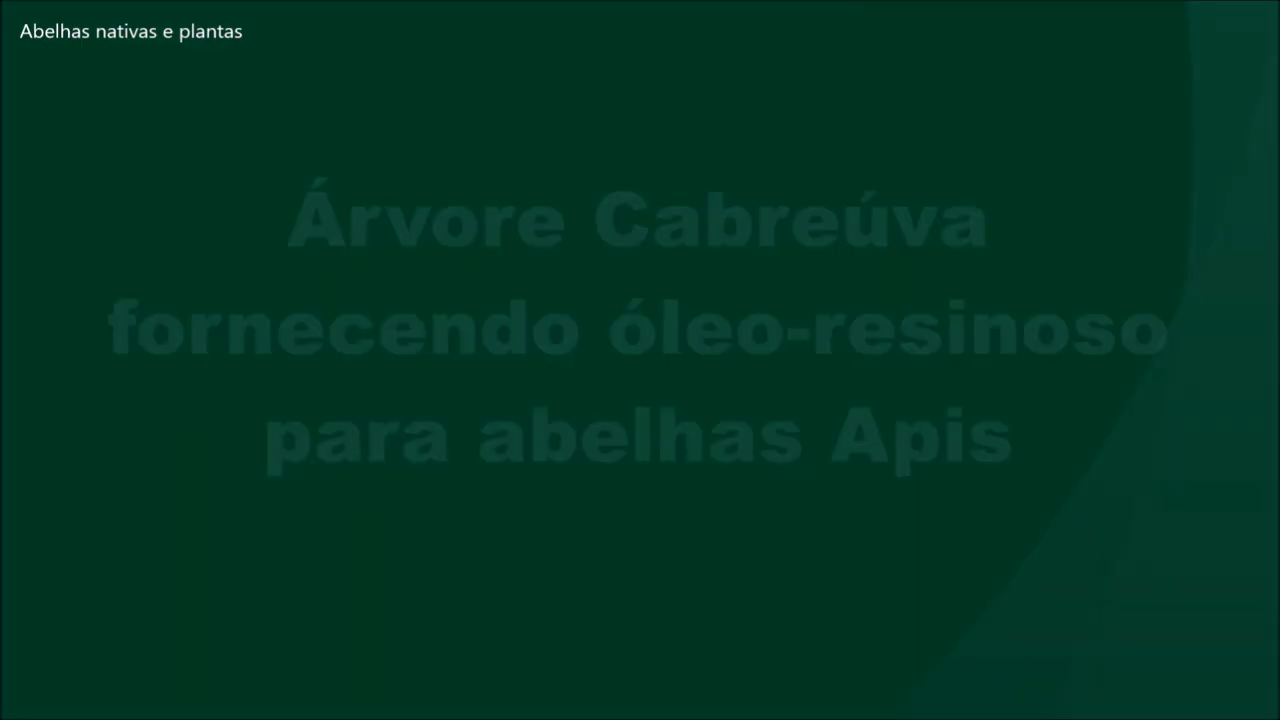 Abelhas nativas e plantas
Árvore Cabreúva
fornecendo óleo-resinoso
para abelhas Apis